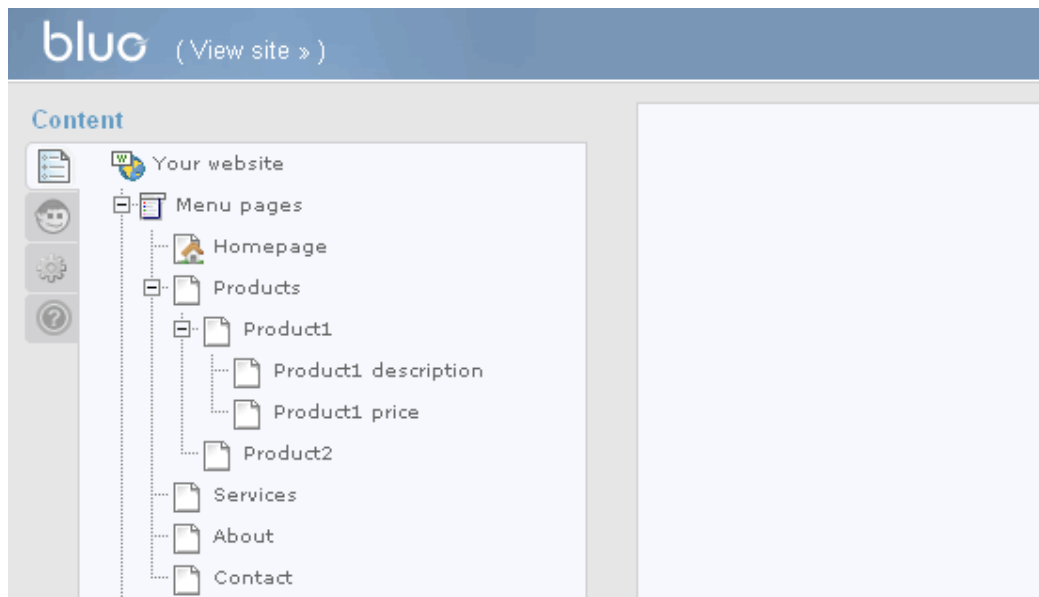 bluo ( View site » )
Content
Your website
Menu pages
Homepage
Products
Product1
Product1 description
Product1 price
Product2
Services
About
Contact